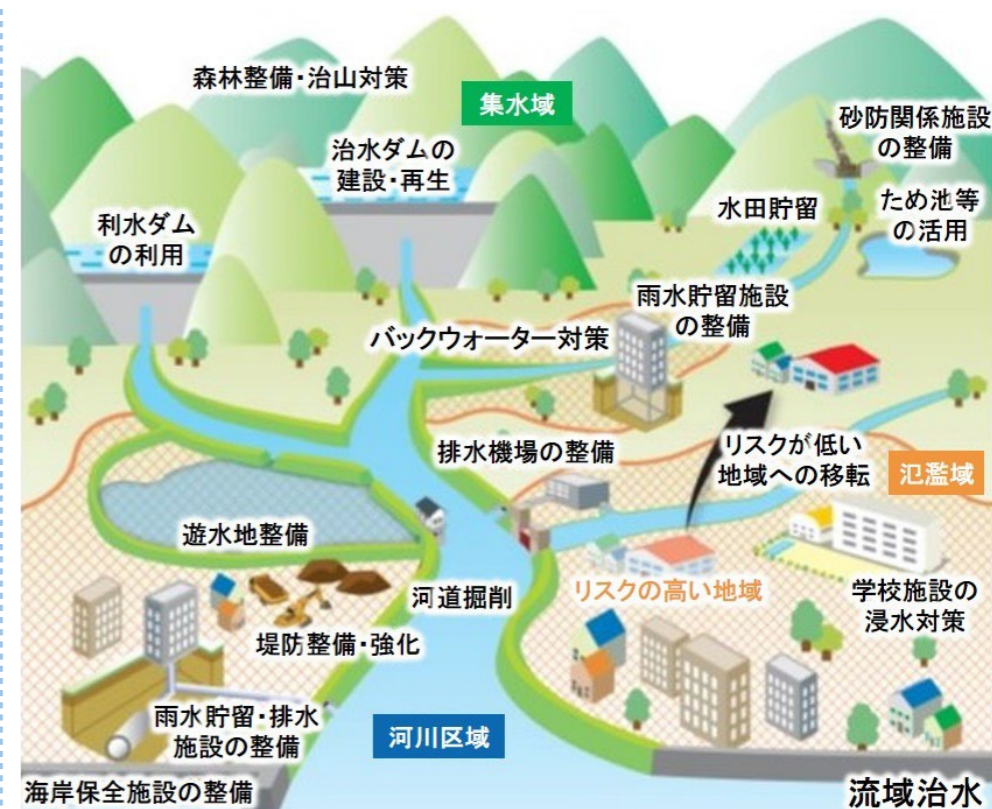 森林整備・治山対策
集水域
砂防関係施設
の整備
治水ダムの
建設・再生
水田貯留
ため池等
の活用
利水ダム
の利用
雨水貯留施設
の整備
バックウォーター対策
排水機場の整備
リスクが低い
地域への移転
氾濫域
遊水地整備
河道掘削
リスクの高い地域
学校施設の
浸水対策
堤防整備・強化
雨水貯留・排水
施設の整備
河川区域
海岸保全施設の整備
流域治水